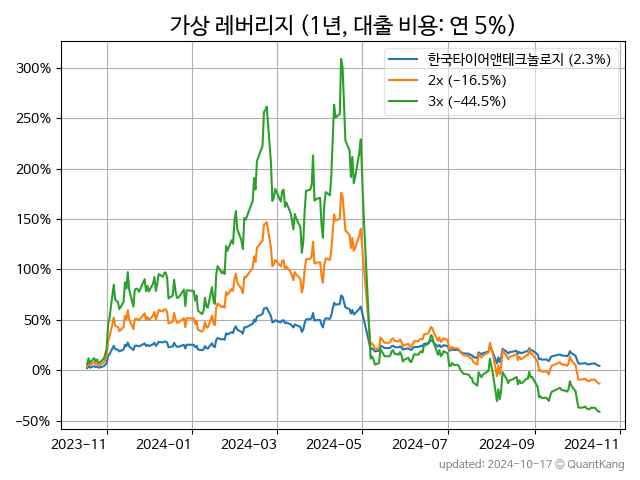 가상 레버리지 (1년, 대출 비용: 연 5%)
한국타이어앤테크놀로지 (2.3%)
2x (−16.5%)
3x (−44.5%)
300%
250%
200%
150%
100%
50%
0%
−50%
2023-11 2024-01 2024-03 2024-05 2024-07 2024-09 2024-11
updated: 2024-10-17 © QuantKang